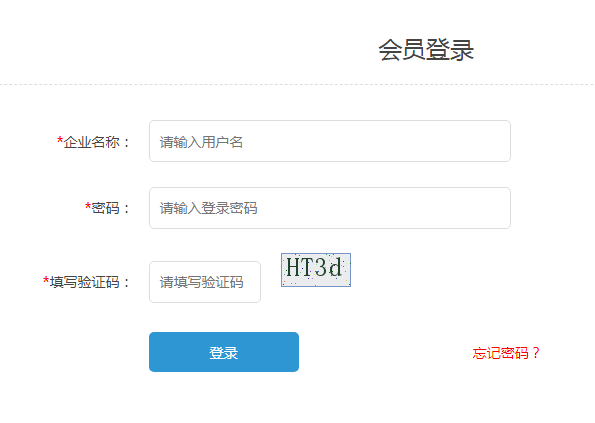 会员登录
*企业名称： 请输入用户名
*密码： 请输入登录密码
*填写验证码： 请填写验证码 HT3d
登录 忘记密码？